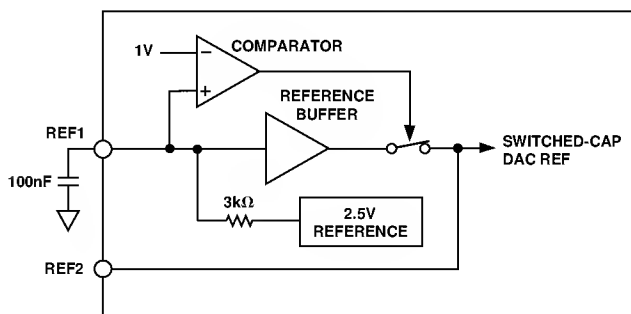 COMPARATOR
1V
−
+
REFERENCE
BUFFER
REF1
SWITCHED-CAP
DAC REF
100nF
3kΩ
2.5V
REFERENCE
REF2